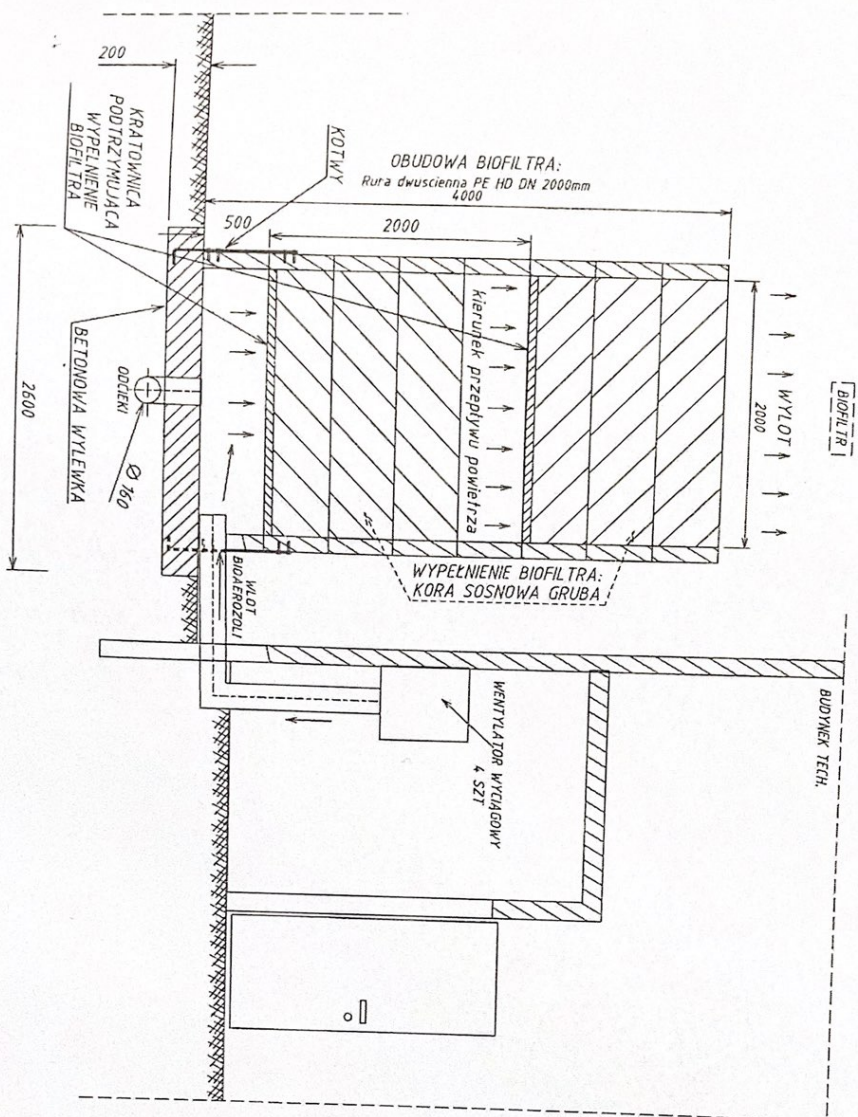 200
KRATOWNICA
PODTRZYMUJĄCA
WYPEŁNIENIE
BIOFILTRA
KOTWY
OBUDOWA BIOFILTRA:
Rura dwuscienna PE HD DN 2000mm
4000
500
2000
kierunek przepływu powietrza
WYLOT
2000
BIOFILTR
2600
BETONOWA WYLEWKA
ODCIEKI
Ø 160
WLOT
BIOAEROZOLI
WYPEŁNIENIE BIOFILTRA:
KORA SOSNOWA GRUBA
WENTYLATOR WYCIĄGOWY
4 SZT
BUDYNEK TECH.